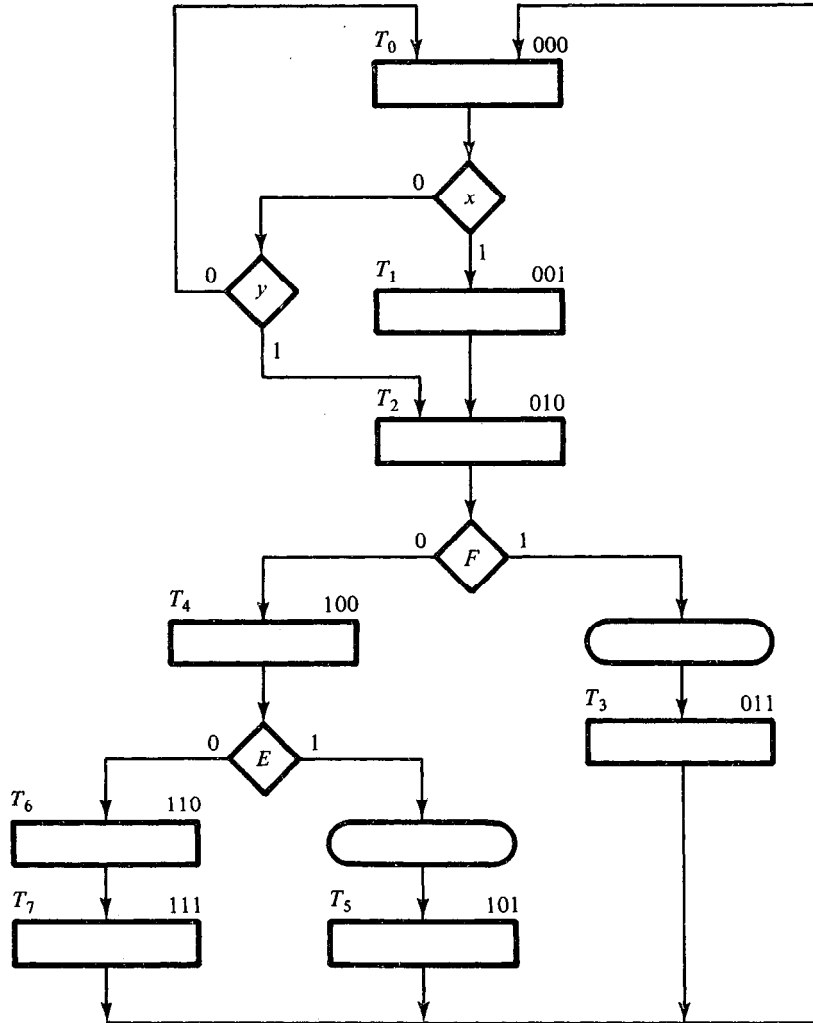 T₀ 000
0 x
1
0 y
T₁ 001
1
T₂ 010
0 F 1
T₄ 100
T₃ 011
0 E 1
T₆ 110
T₇ 111
T₅ 101